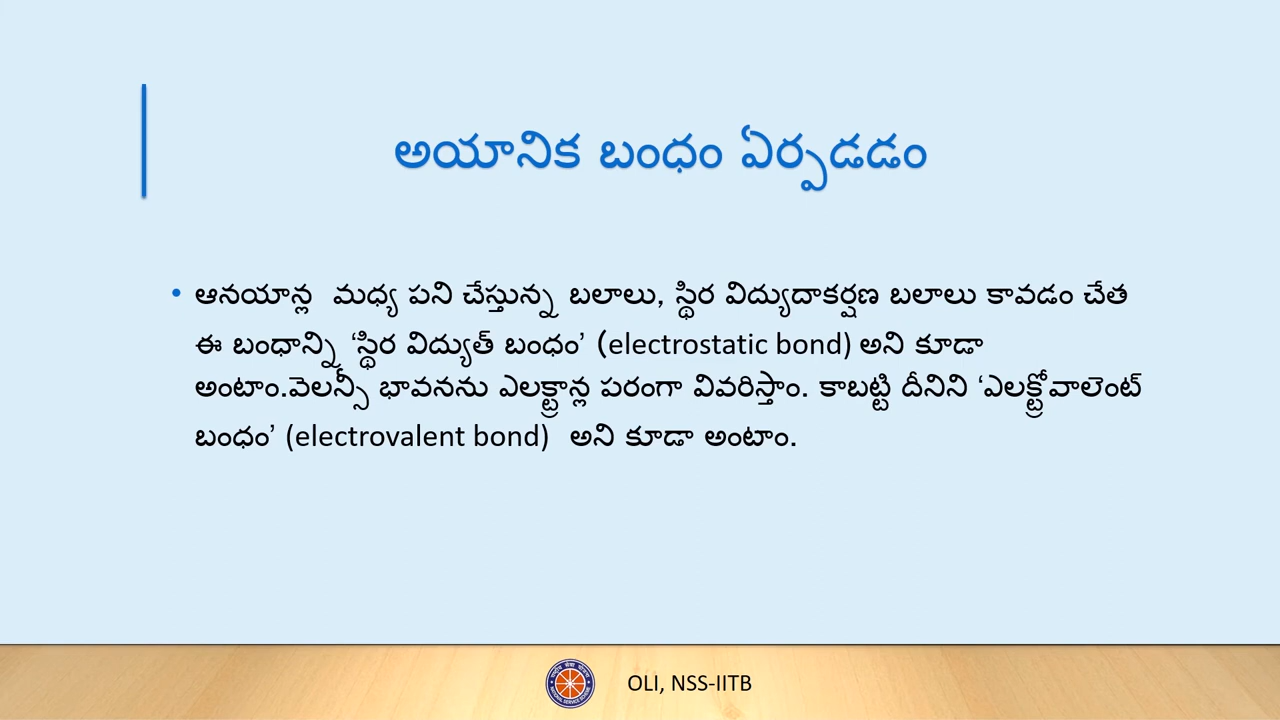 అయానిక బంధం ఏర్పడడం
• ఆనయాన్ల మధ్య పని చేస్తున్న బలాలు, స్థిర విద్యుదాకర్షణ బలాలు కావడం చేత
ఈ బంధాన్ని ‘స్థిర విద్యుత్ బంధం’ (electrostatic bond) అని కూడా
అంటాం.వెలన్సీ భావనను ఎలక్ట్రాన్ల పరంగా వివరిస్తాం. కాబట్టి దీనిని ‘ఎలక్ట్రోవాలెంట్
బంధం’ (electrovalent bond) అని కూడా అంటాం.
OLI, NSS-IITB